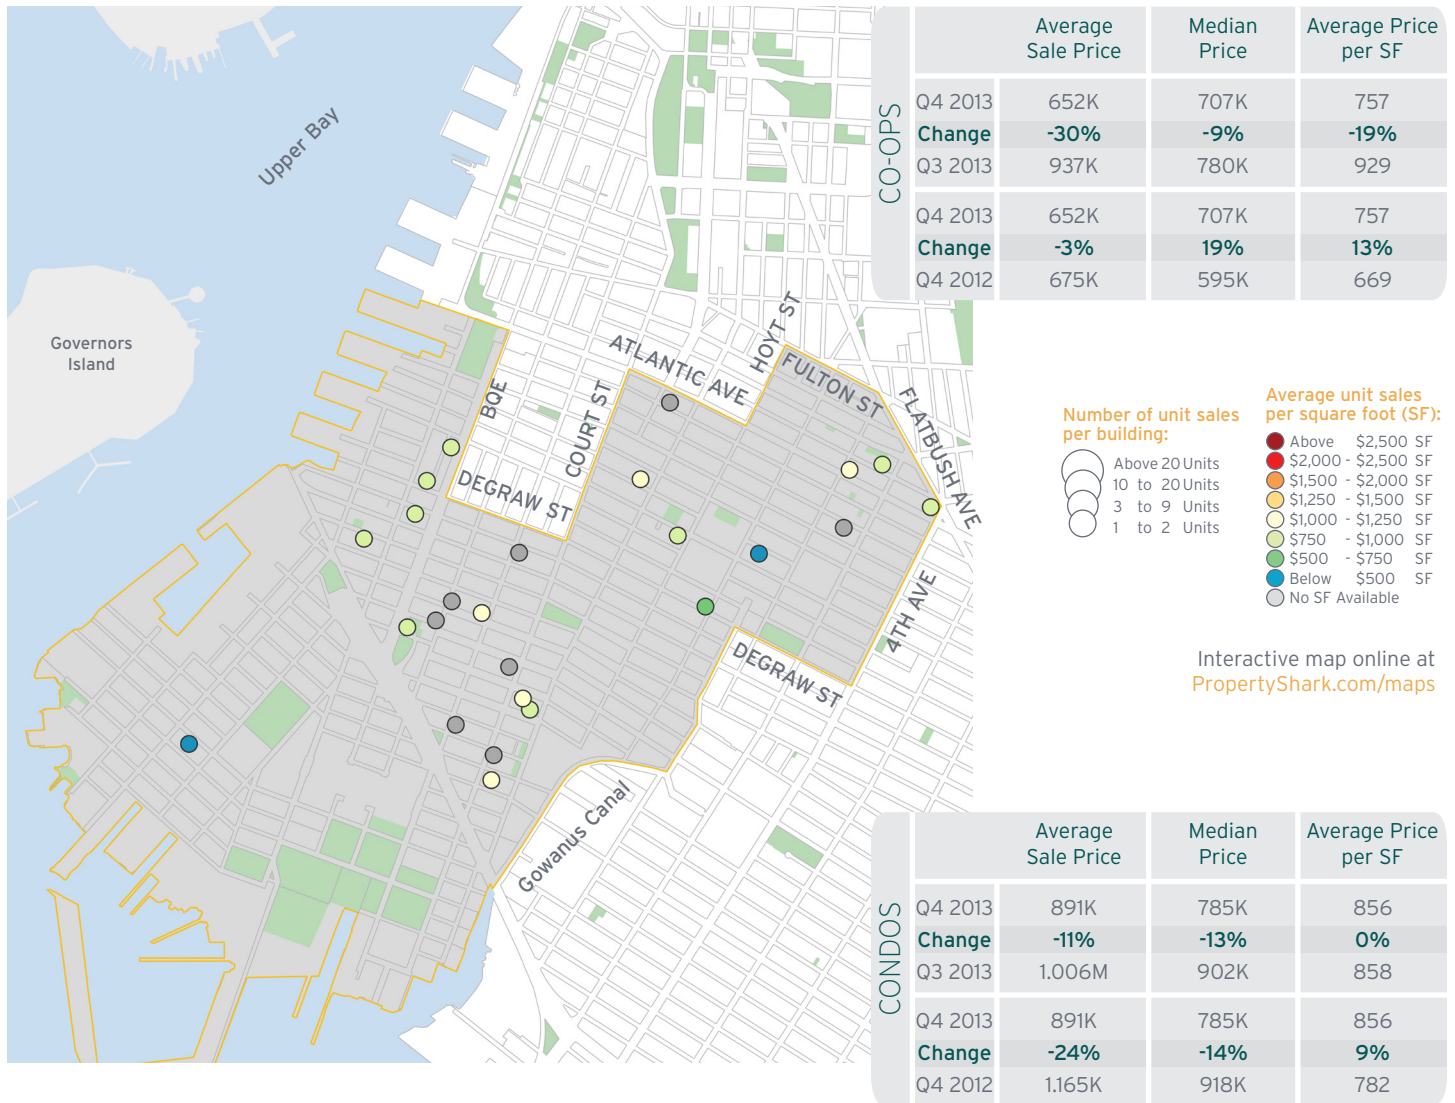 Average Sale Price Median Price Average Price per SF
CO-OPS
Q4 2013 652K 707K 757
Change -30% -9% -19%
Q3 2013 937K 780K 929
Q4 2013 652K 707K 757
Change -3% 19% 13%
Q4 2012 675K 595K 669
Upper Bay
Governors
Island
ATLANTIC AVE
HOYT ST
FULTON ST
FLATBUSH AVE
BQE
COURT ST
DEGRAW ST
4TH AVE
DEGRAW ST
Gowanus Canal
Number of unit sales
per building:
Above 20 Units
10 to 20 Units
3 to 9 Units
1 to 2 Units
Average unit sales
per square foot (SF):
Above $2,500 SF
$2,000 - $2,500 SF
$1,500 - $2,000 SF
$1,250 - $1,500 SF
$1,000 - $1,250 SF
$750 - $1,000 SF
$500 - $750 SF
Below $500 SF
No SF Available
Interactive map online at
PropertyShark.com/maps
Average Sale Price Median Price Average Price per SF
CONDOS
Q4 2013 891K 785K 856
Change -11% -13% 0%
Q3 2013 1.006M 902K 858
Q4 2013 891K 785K 856
Change -24% -14% 9%
Q4 2012 1.165K 918K 782